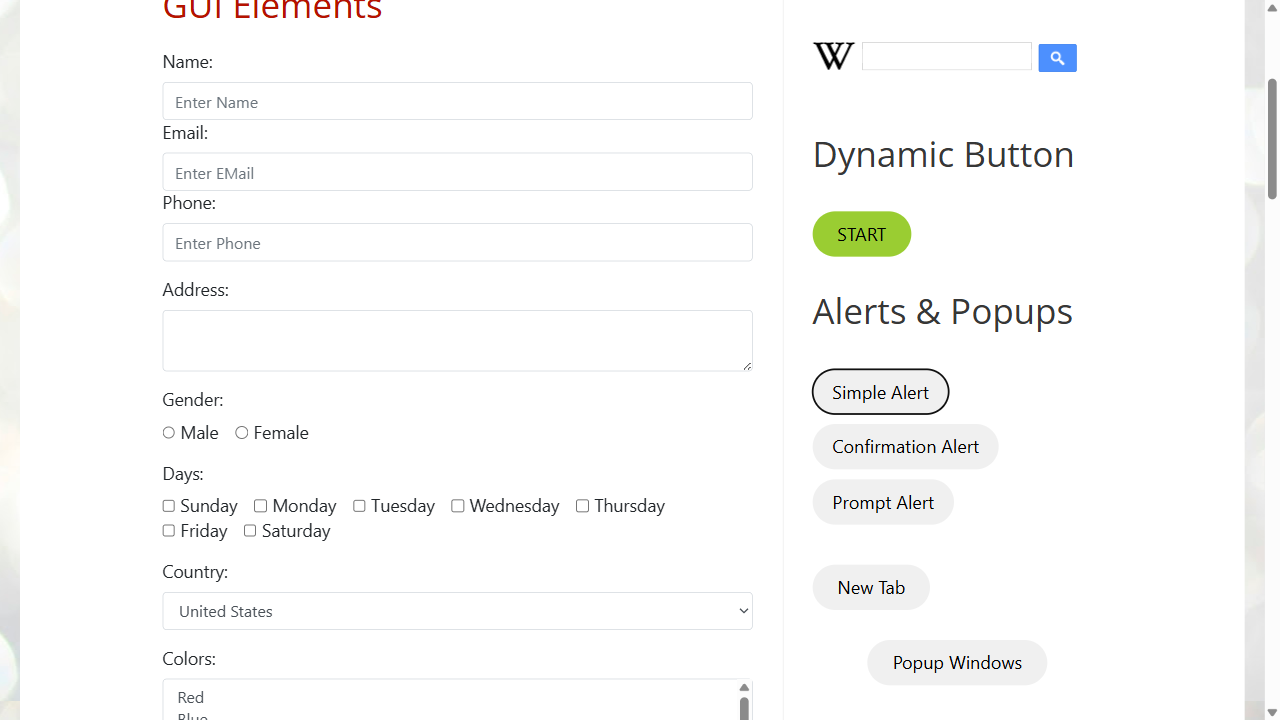 GUI Elements
Name:
Enter Name
Email:
Enter EMail
Phone:
Enter Phone
Address:
Gender:
Male Female
Days:
Sunday Monday Tuesday Wednesday Thursday
Friday Saturday
Country:
United States
Colors:
Red
Blue
W
Dynamic Button
START
Alerts & Popups
Simple Alert
Confirmation Alert
Prompt Alert
New Tab
Popup Windows